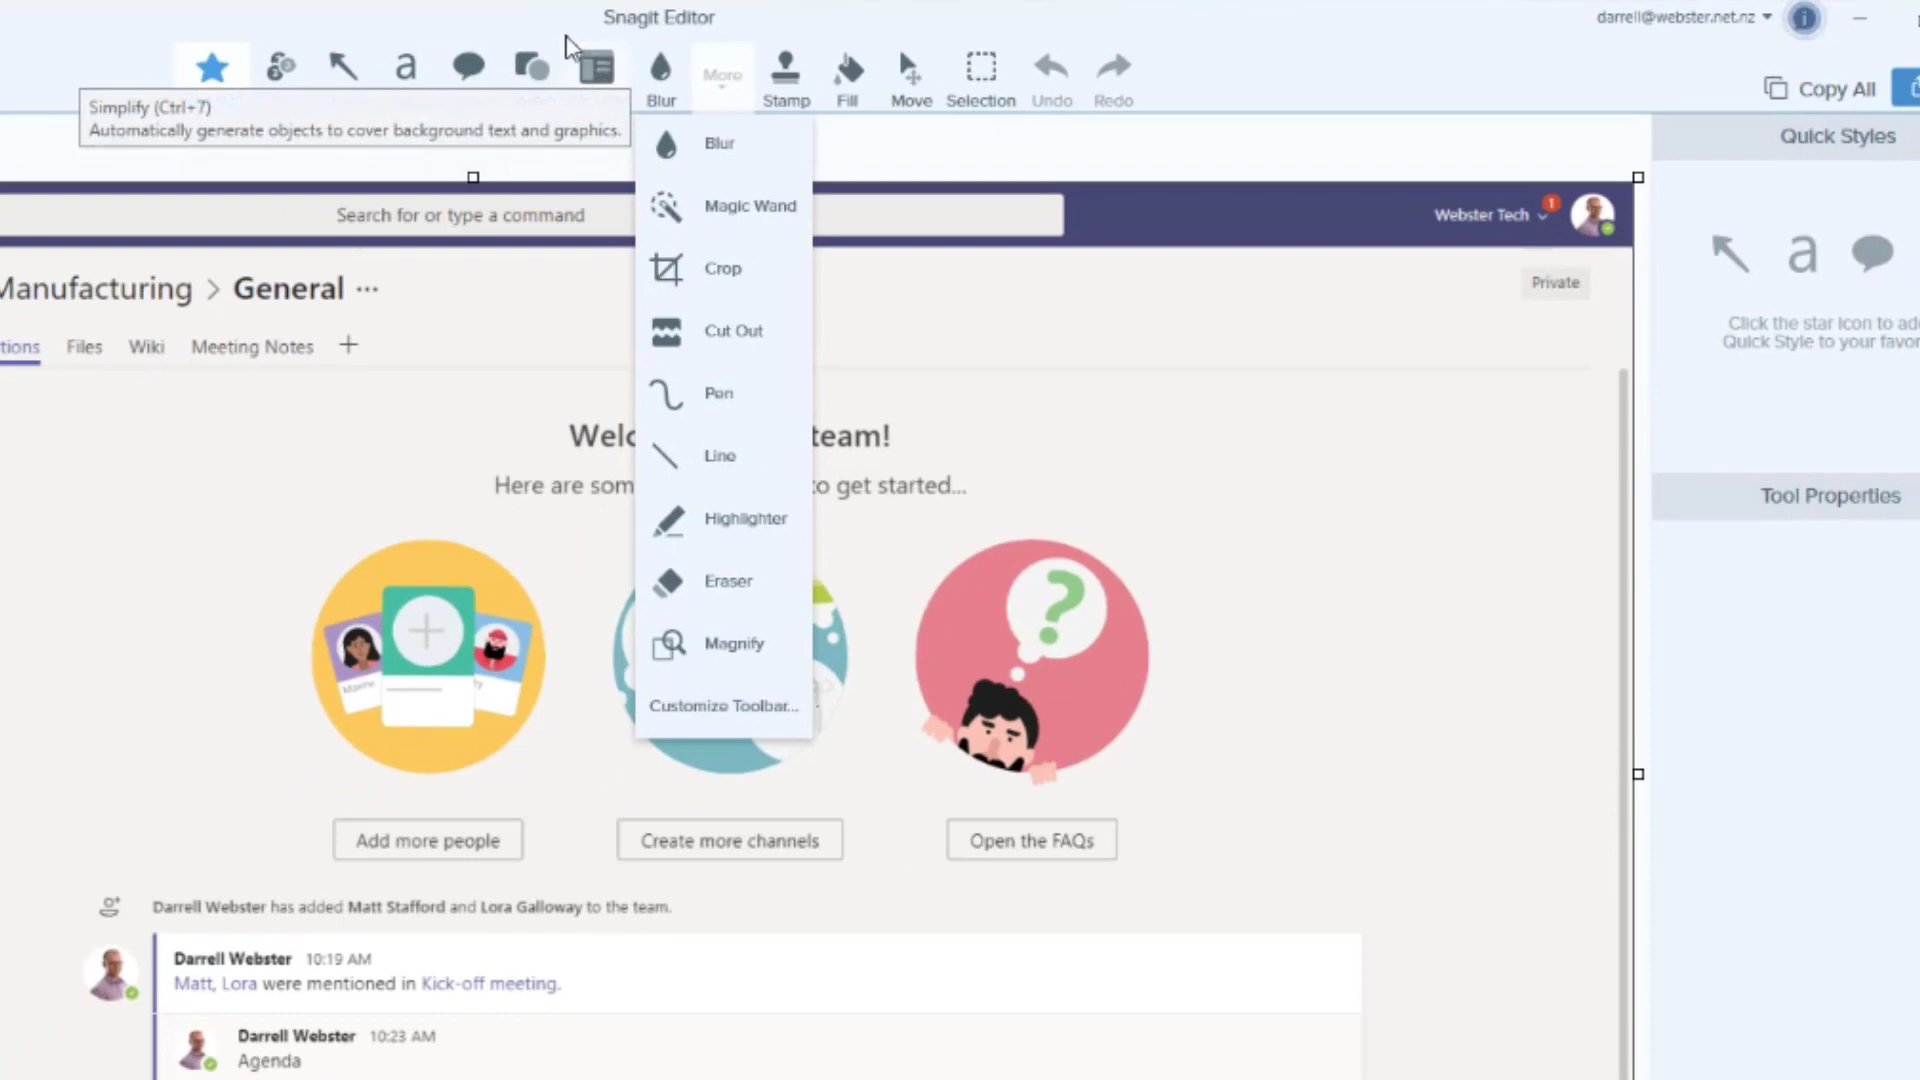 Snagit Editor
darrell@webster.net.nz
a
Blur
More
Stamp
Fill
Move
Selection
Undo
Redo
Copy All
Simplify (Ctrl+7)
Automatically generate objects to cover background text and graphics.
Blur
Magic Wand
Crop
Cut Out
Pen
Line
Highlighter
Eraser
Magnify
Customize Toolbar...
Quick Styles
a
Click the star icon to
Quick Style to your
Tool Properties
Search for or type a command
Webster Tech
1
Manufacturing > General ...
Private
tions
Files
Wiki
Meeting Notes
+
team!
Here are to get started...
?
Add more people
Create more channels
Open the FAQs
Darrell Webster has added Matt Stafford and Lora Galloway to the team.
Darrell Webster 10:19 AM
Matt, Lora were mentioned in Kick-off meeting.
Darrell Webster 10:23 AM
Agenda